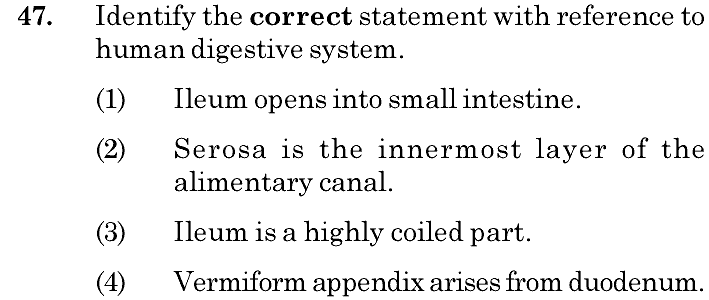 47. Identify the correct statement with reference to
human digestive system.
(1) Ileum opens into small intestine.
(2) Serosa is the innermost layer of the
alimentary canal.
(3) Ileum is a highly coiled part.
(4) Vermiform appendix arises from duodenum.